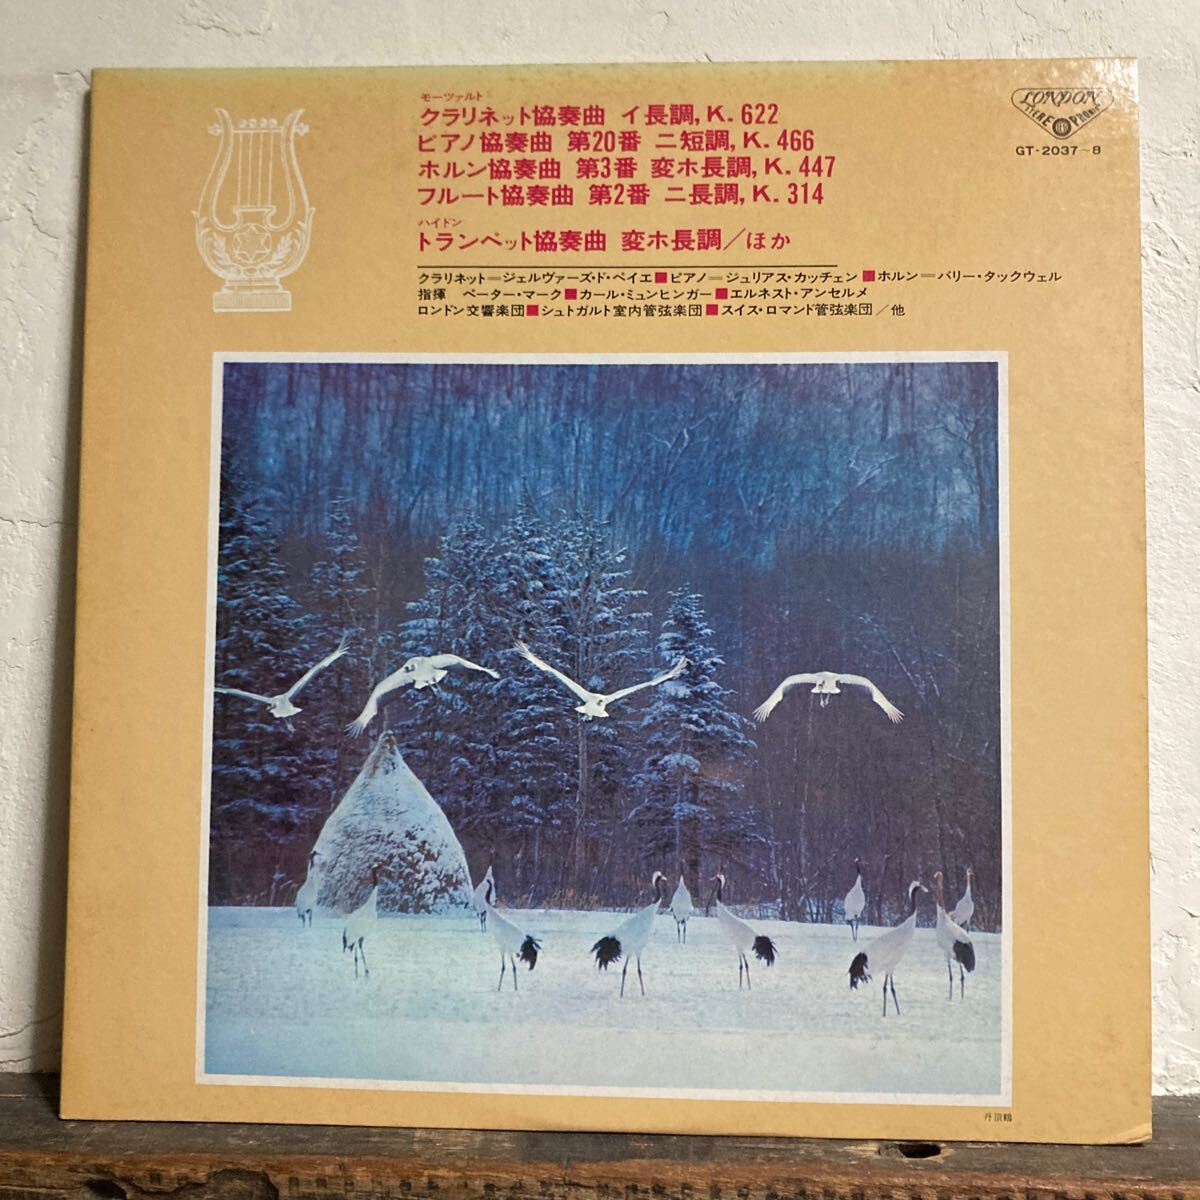 モーツァルト
クラリネット協奏曲 イ長調, K. 622
ピアノ協奏曲 第20番 ニ短調, K. 466
ホルン協奏曲 第3番 変ホ長調, K. 447
フルート協奏曲 第2番 ニ長調, K. 314
ハイドン
トランペット協奏曲 変ホ長調／ほか
クラリネット＝ジェルヴァーズ・ド・ペイエ■ピアノ＝ジュリアス・カッチェン■ホルン＝バリー・タックウェル
指揮 ペーター・マーク■カール・ミュンヒンガー■エルネスト・アンセルメ
ロンドン交響楽団■シュトガルト室内管弦楽団■スイス・ロマンド管弦楽団／他
LONDON
STEREOPHONIC
GT-2037~8
丹頂鶴